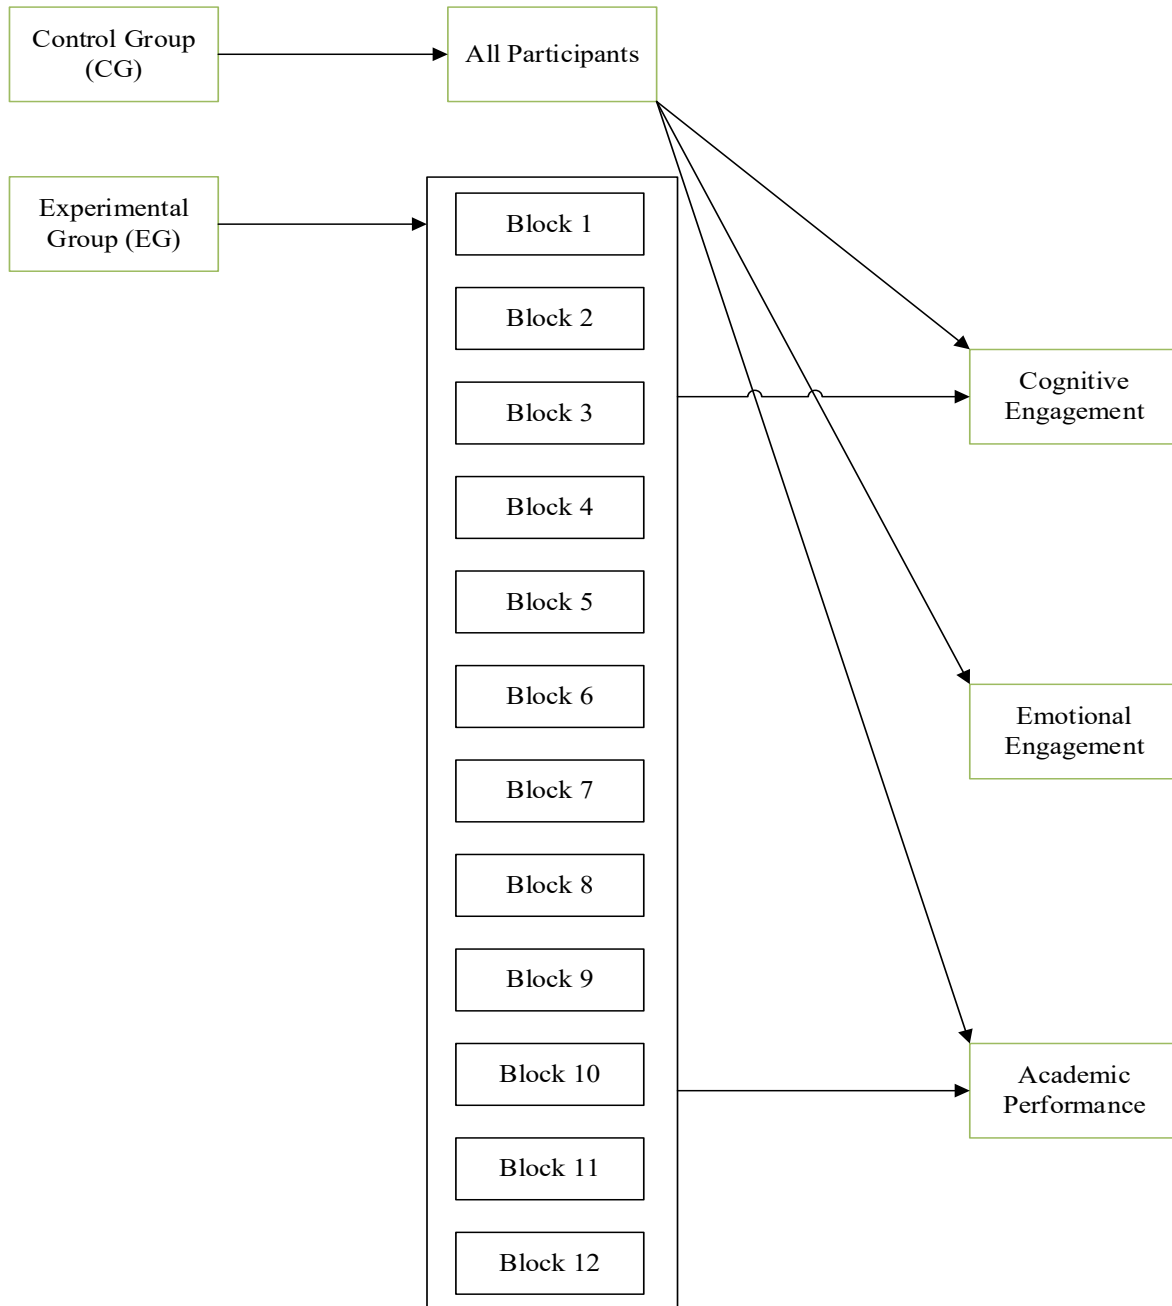 Control Group
(CG)
All Participants
Experimental
Group (EG)
Block 1
Block 2
Block 3
Block 4
Block 5
Block 6
Block 7
Block 8
Block 9
Block 10
Block 11
Block 12
Cognitive
Engagement
Emotional
Engagement
Academic
Performance